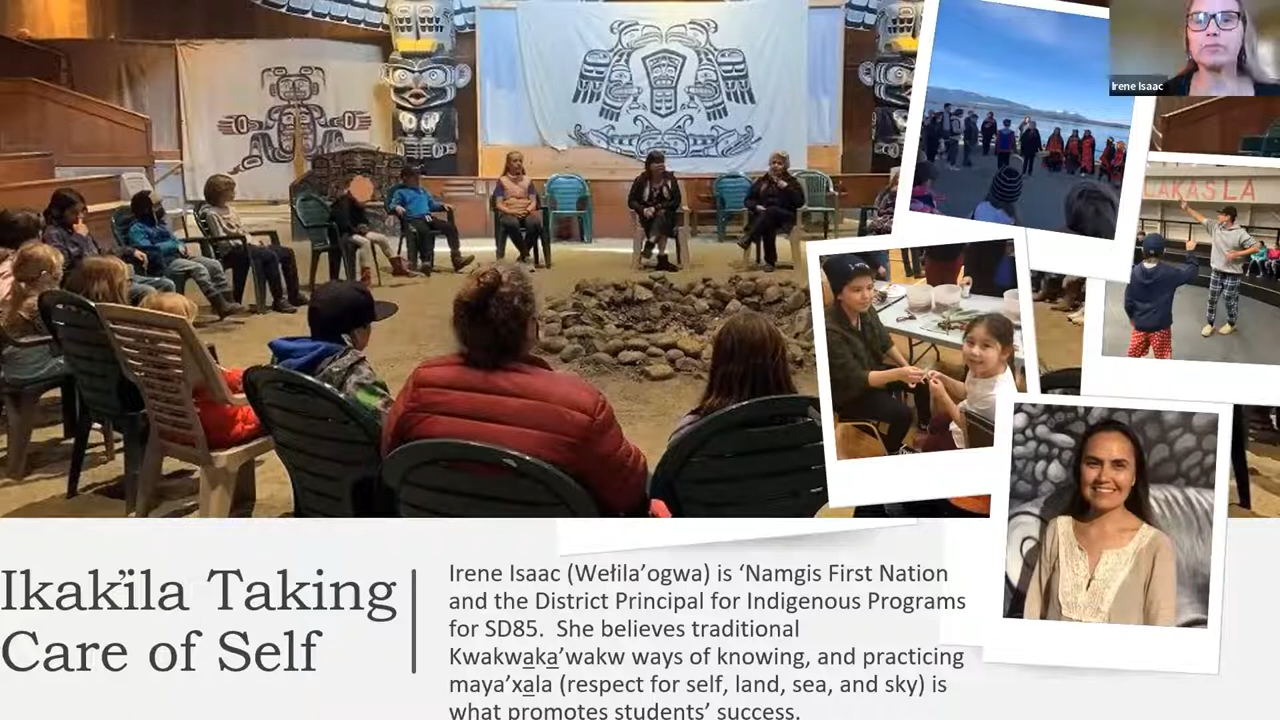 Irene Isaac
LAKASLA
Ikak̓ila Taking
Care of Self
Irene Isaac (Wełila’ogwa) is ‘Namgis First Nation
and the District Principal for Indigenous Programs
for SD85.  She believes traditional
Kwakwa̱ka̱’wakw ways of knowing, and practicing
maya’xa̱la (respect for self, land, sea, and sky) is
what promotes students’ success.